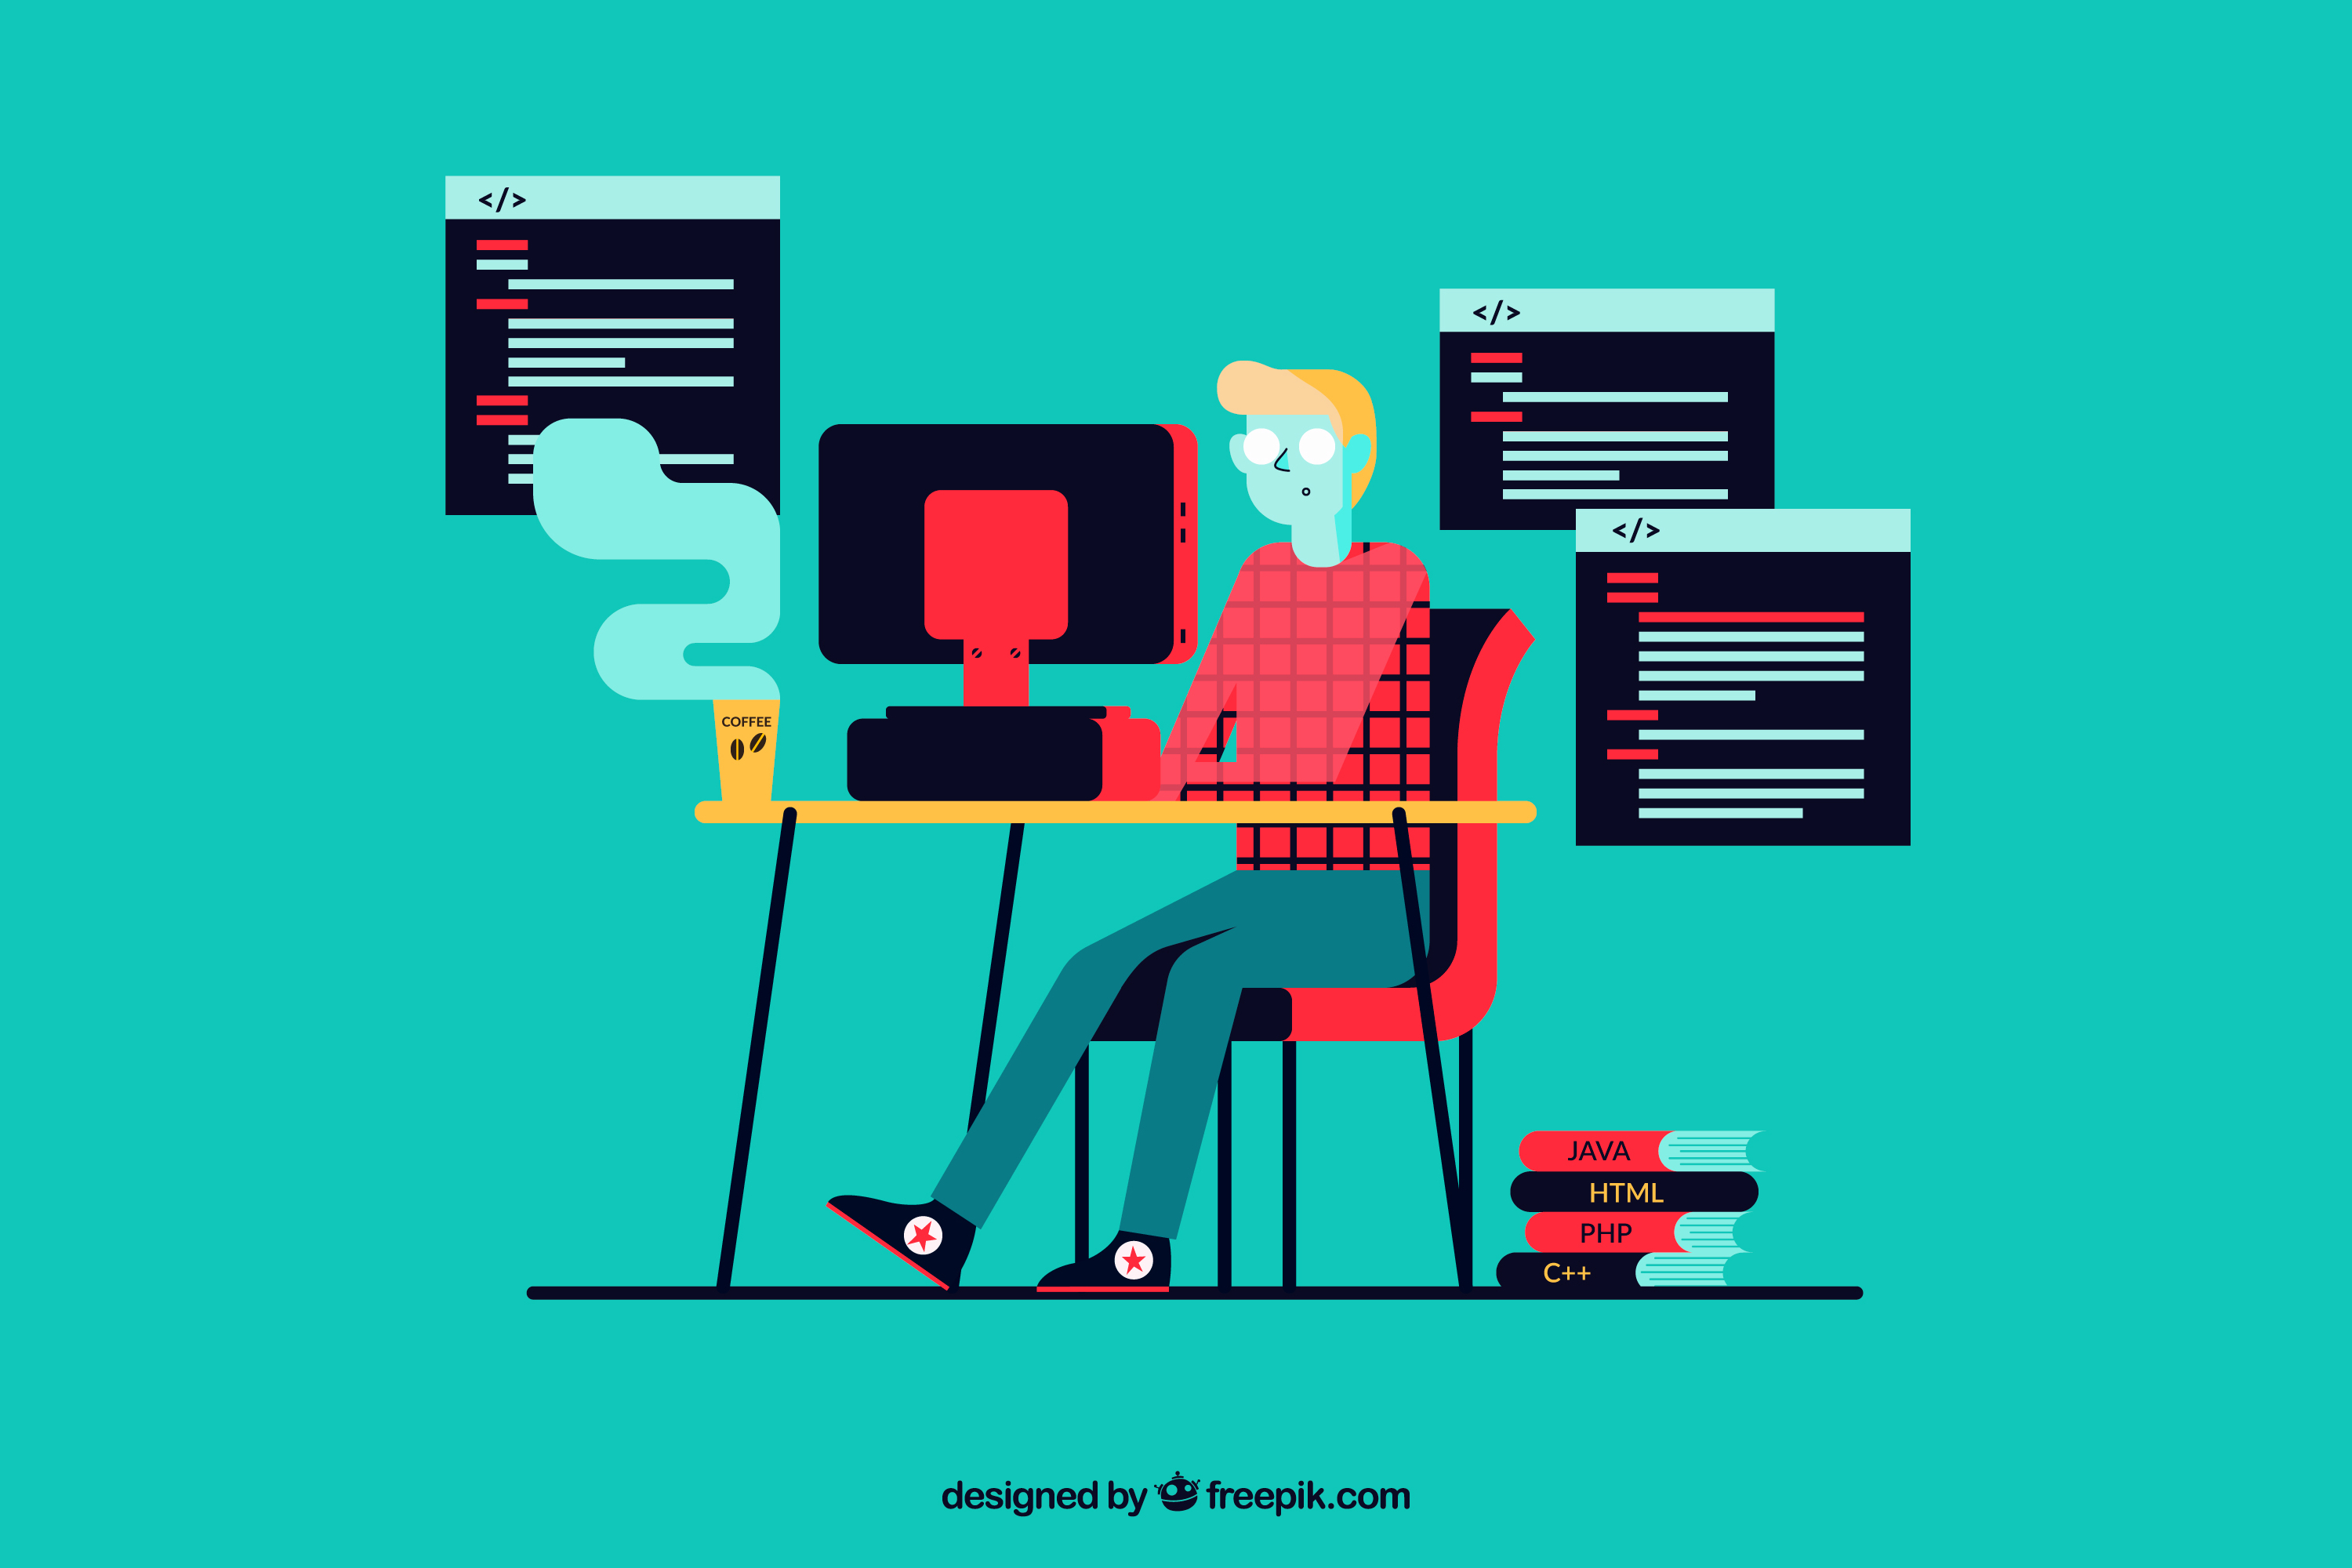 </>
</>
</>
COFFEE
JAVA
HTML
PHP
C++
designed by freepik.com